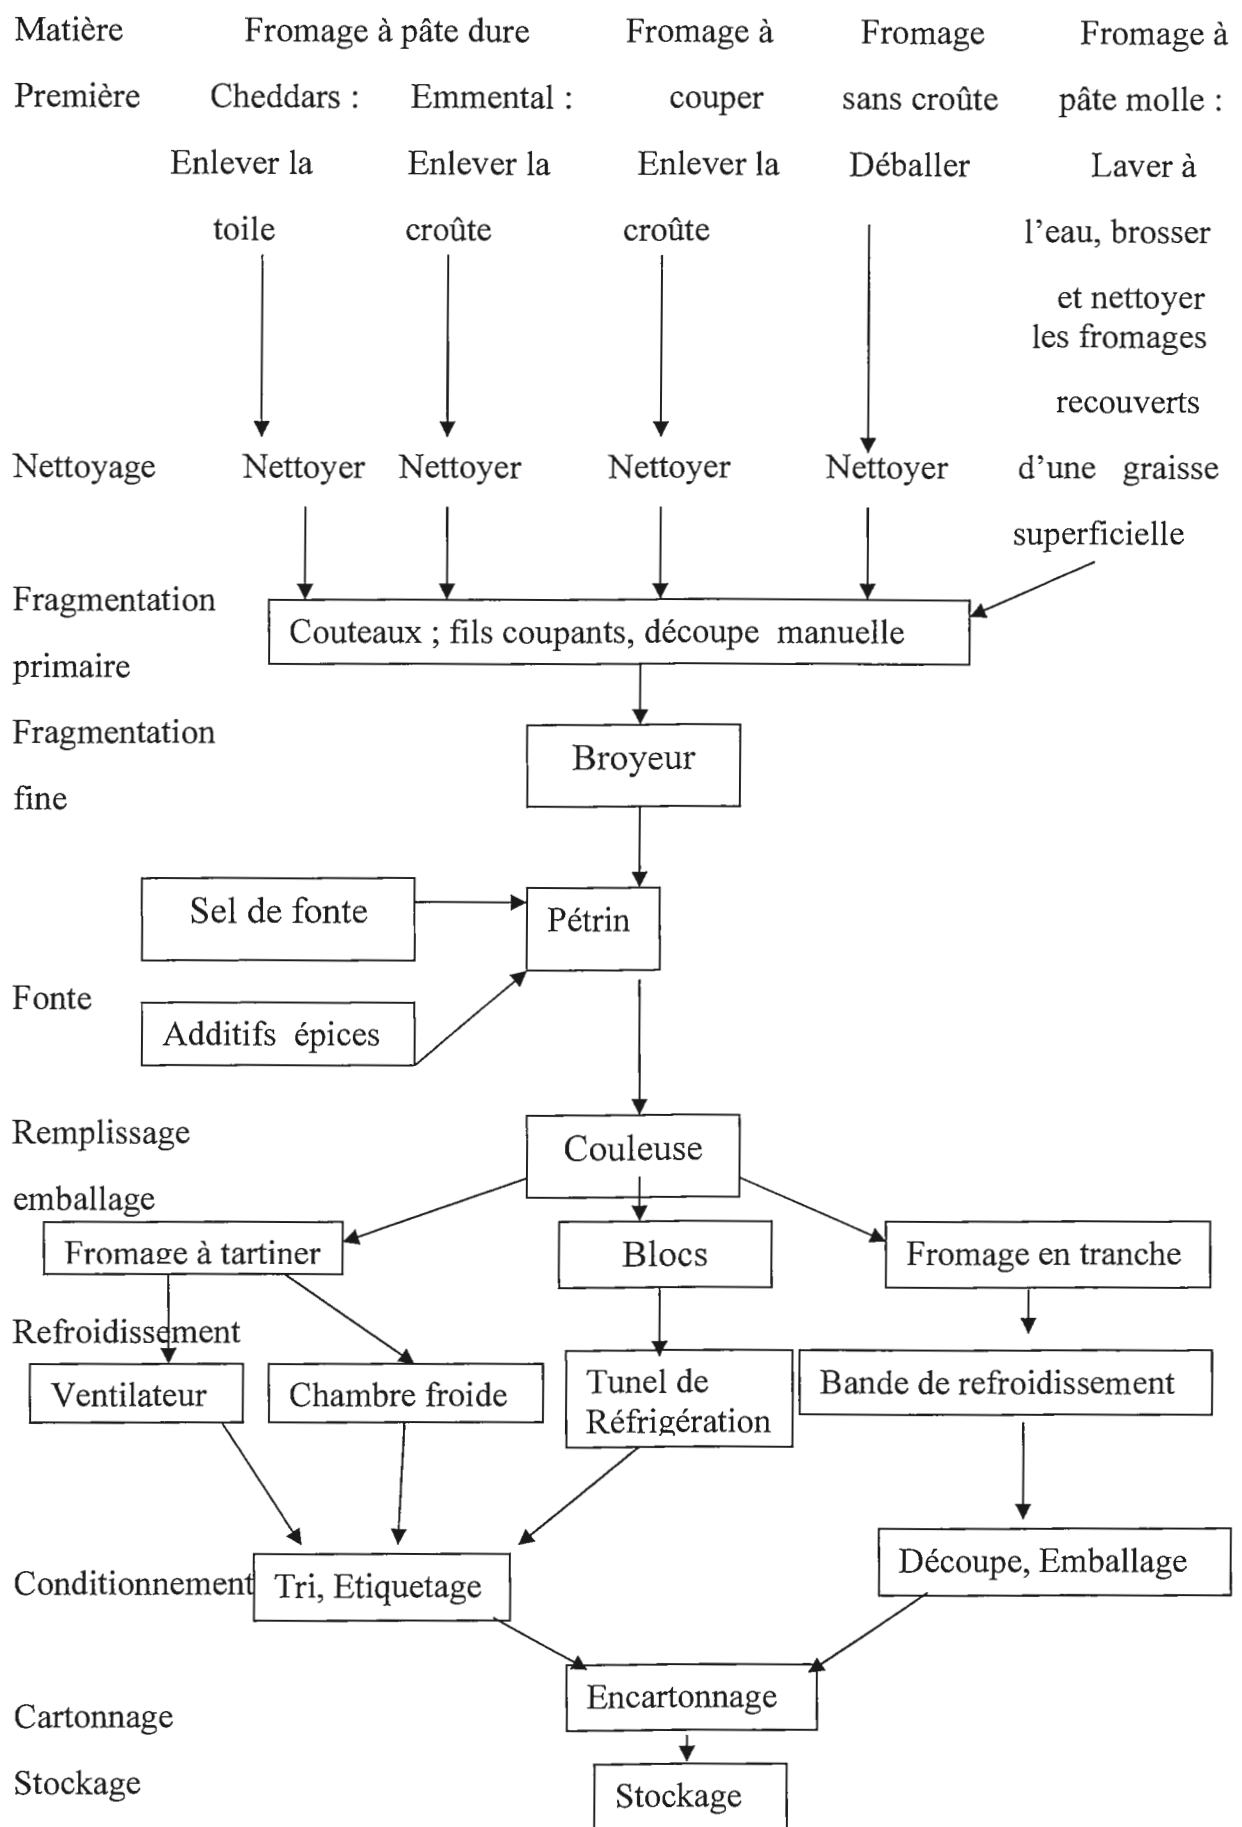 Matière Fromage à pâte dure Fromage à Fromage Fromage à
Première Cheddars : Emmental : couper sans croûte pâte molle :
Enlever la Enlever la Enlever la Déballer Laver à
toile croûte croûte l'eau, brosser
et nettoyer
les fromages
recouverts
Nettoyage Nettoyer Nettoyer Nettoyer Nettoyer d'une graisse
superficielle
Fragmentation
Couteaux ; fils coupants, découpe manuelle
primaire
Fragmentation
Broyeur
fine
Sel de fonte
Pétrin
Fonte
Additifs épices
Remplissage
Couleuse
emballage
Fromage à tartiner Blocs Fromage en tranche
Refroidissement
Ventilateur Chambre froide Tunel de Bande de refroidissement
Réfrigération
Découpe, Emballage
Conditionnement Tri, Etiquetage
Encartonnage
Cartonnage
Stockage
Stockage